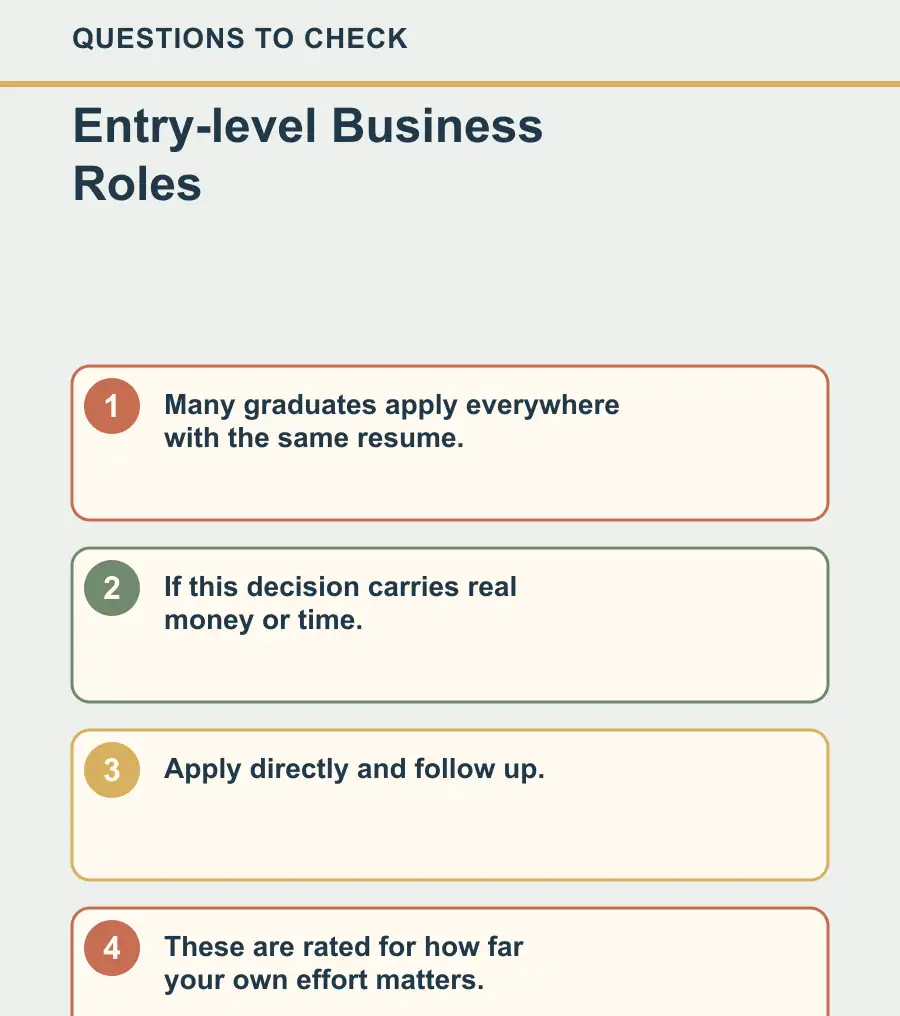 QUESTIONS TO CHECK
Entry-level Business
Roles
1
Many graduates apply everywhere
with the same resume.
2
If this decision carries real
money or time.
3
Apply directly and follow up.
4
These are rated for how far
your own effort matters.